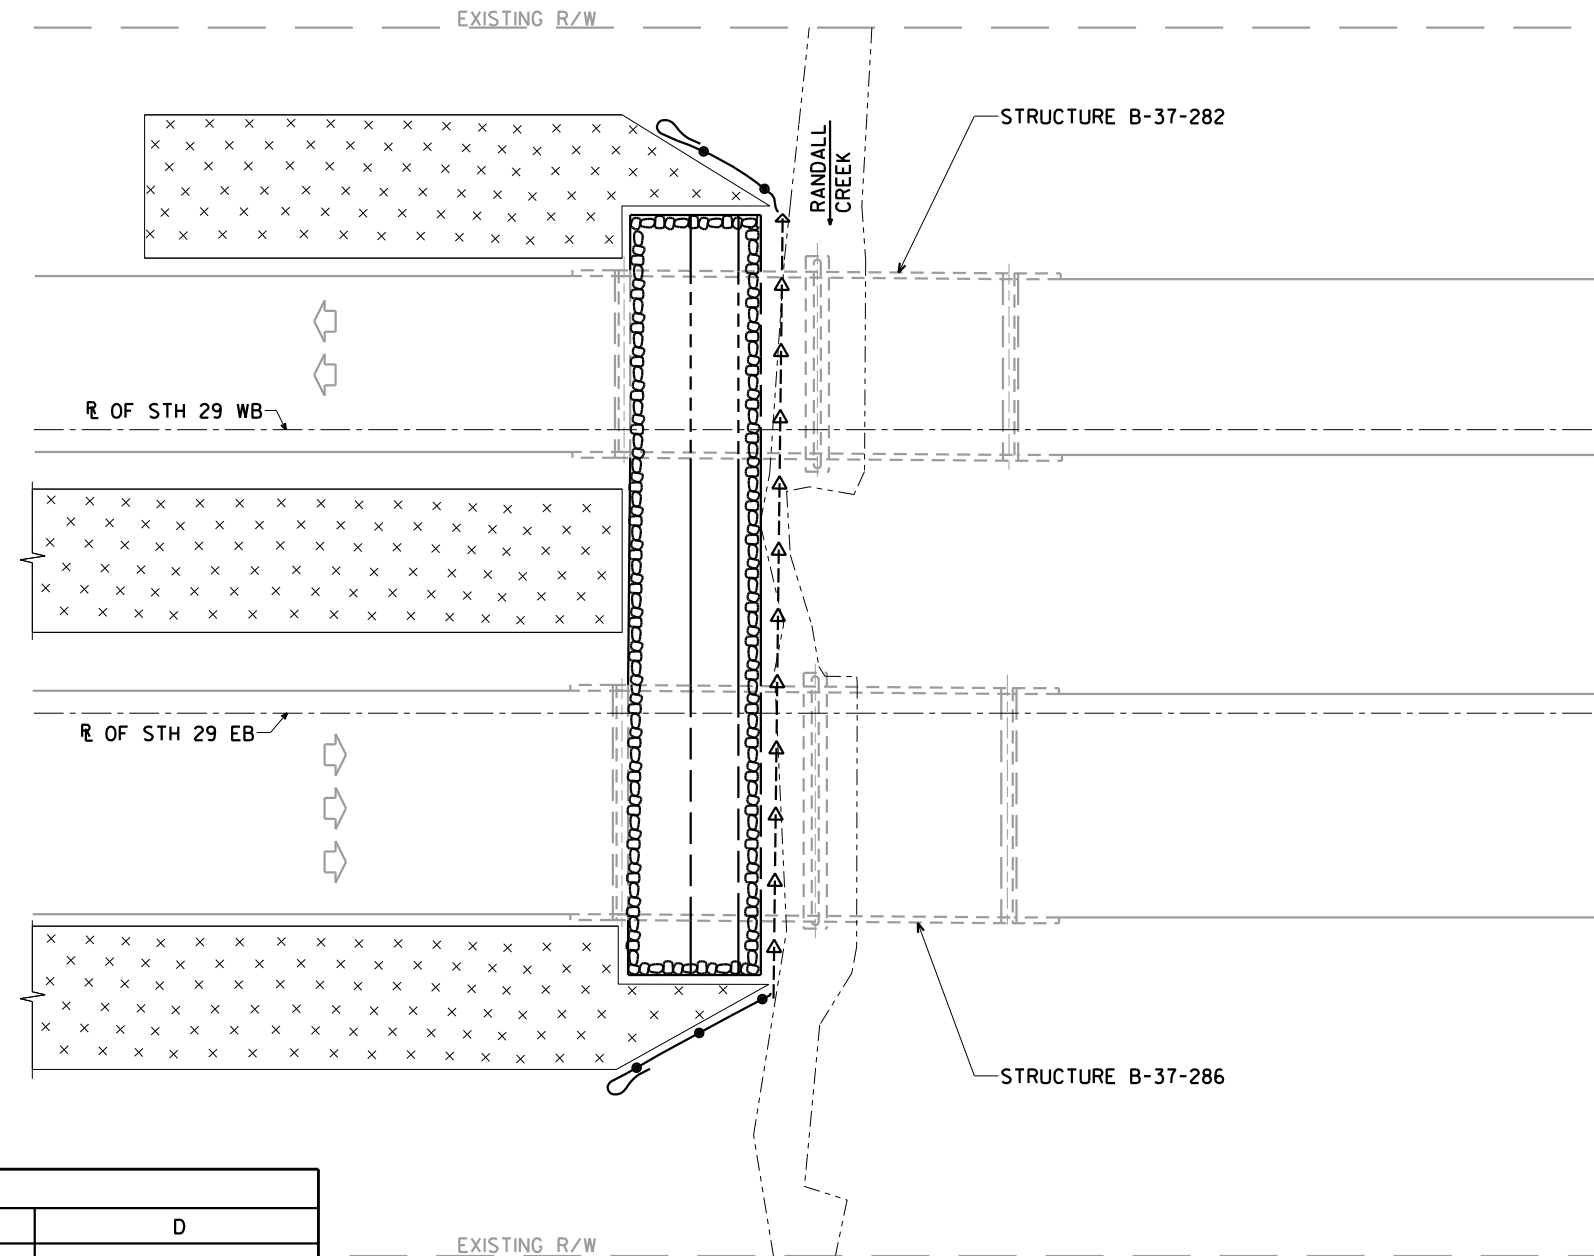 EXISTING R/W
STRUCTURE B-37-282
RANDALL
CREEK
℄ OF STH 29 WB
℄ OF STH 29 EB
STRUCTURE B-37-286
D
EXISTING R/W